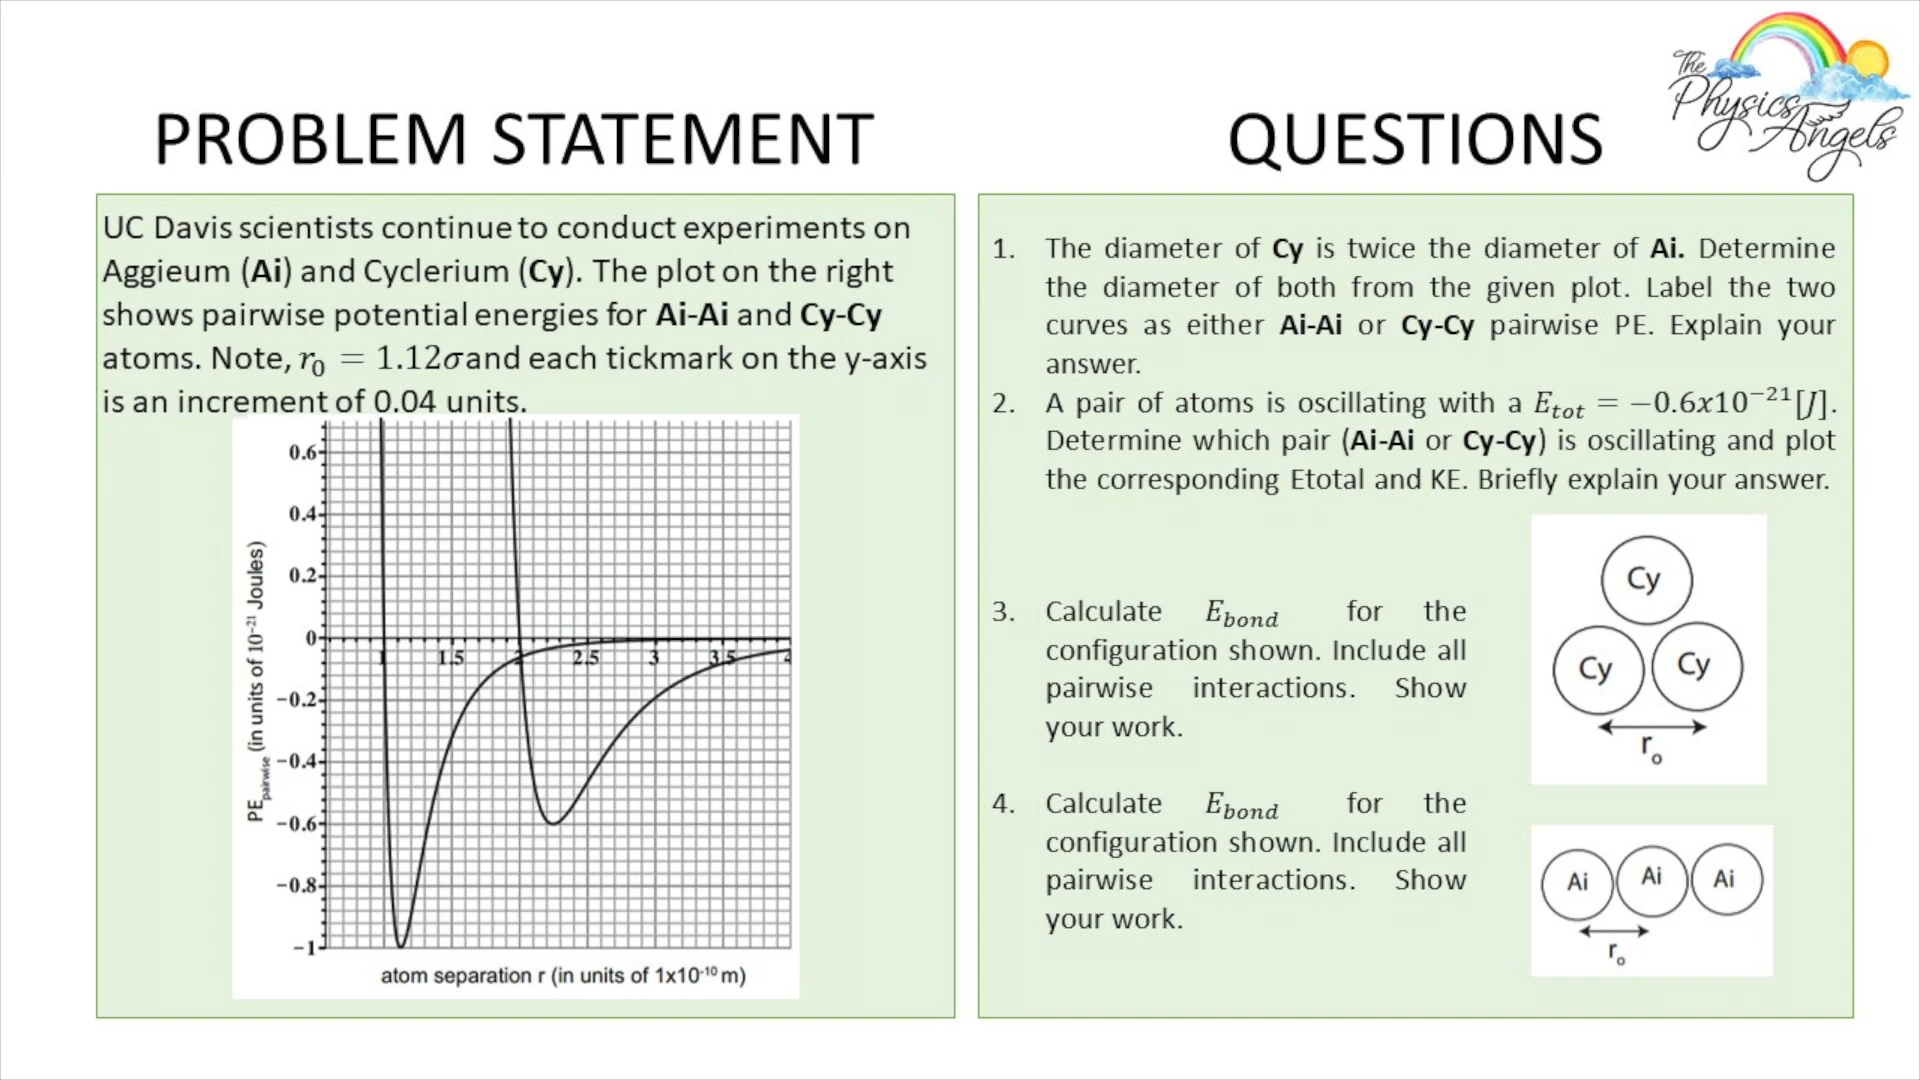 The
Physics
Angels
PROBLEM STATEMENT
UC Davis scientists continue to conduct experiments on
Aggieum (Ai) and Cyclerium (Cy). The plot on the right
shows pairwise potential energies for Ai-Ai and Cy-Cy
atoms. Note, r₀ = 1.12σ and each tickmark on the y-axis
is an increment of 0.04 units.
0.6
0.4
0.2
0
−0.2
−0.4
−0.6
−0.8
−1
1 1.5 2 2.5 3 3.5 4
PEpairwise (in units of 10⁻²¹ Joules)
atom separation r (in units of 1x10⁻¹⁰ m)
QUESTIONS
1. The diameter of Cy is twice the diameter of Ai. Determine
the diameter of both from the given plot. Label the two
curves as either Ai-Ai or Cy-Cy pairwise PE. Explain your
answer.
2. A pair of atoms is oscillating with a Etot = −0.6x10⁻²¹[J].
Determine which pair (Ai-Ai or Cy-Cy) is oscillating and plot
the corresponding Etotal and KE. Briefly explain your answer.
3. Calculate Ebond for the
configuration shown. Include all
pairwise interactions. Show
your work.
Cy
Cy Cy
r₀
4. Calculate Ebond for the
configuration shown. Include all
pairwise interactions. Show
your work.
Ai Ai Ai
r₀